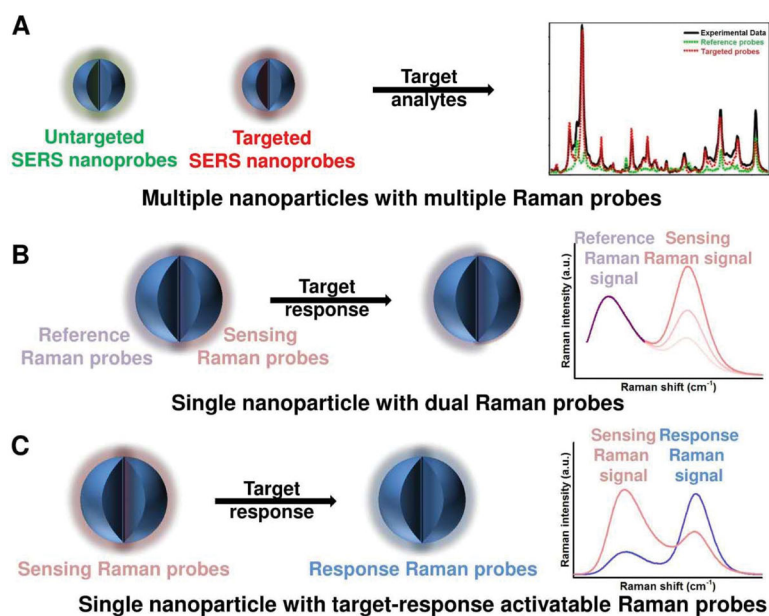 A
Untargeted
SERS nanoprobes
Targeted
SERS nanoprobes
Target
analytes
Experimental Data
Reference probes
Targeted probes
Multiple nanoparticles with multiple Raman probes
B
Reference
Raman probes
Sensing
Raman probes
Target
response
Reference
Raman
signal
Sensing
Raman signal
Raman intensity (a.u.)
Raman shift (cm⁻¹)
Single nanoparticle with dual Raman probes
C
Sensing Raman probes
Target
response
Response Raman probes
Sensing
Raman
signal
Response
Raman
signal
Raman intensity (a.u.)
Raman shift (cm⁻¹)
Single nanoparticle with target-response activatable Raman probes